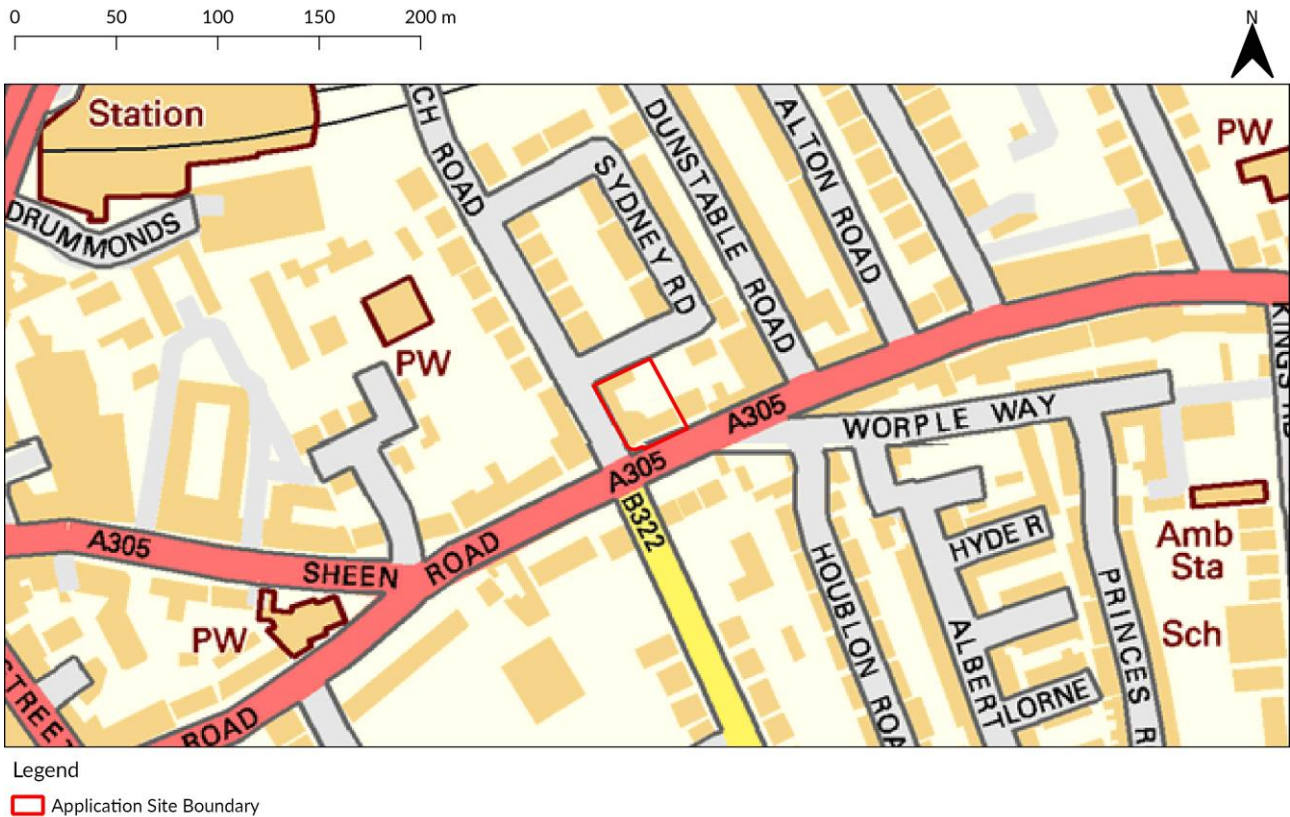 0 50 100 150 200 m
N
Station
DRUMMONDS
CH ROAD
SYDNEY RD
DUNSTABLE ROAD
ALTON ROAD
PW
PW
KINGS RD
A305
WORPLE WAY
A305
B322
A305
SHEEN ROAD
PW
HOUBLON ROA
HYDE R
ALBERT
LORNE
PRINCES R
Amb
Sta
Sch
STREET
ROAD
Legend
Application Site Boundary